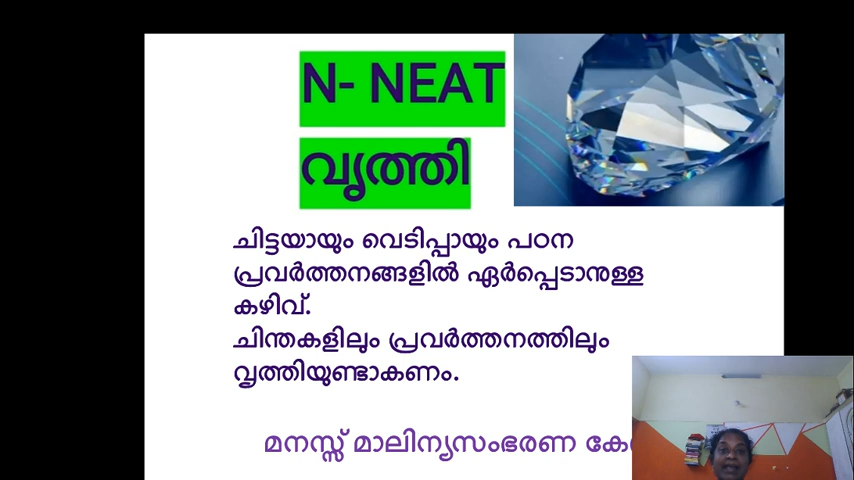 N- NEAT
വൃത്തി
ചിട്ടയായും വെടിപ്പായും പഠന
പ്രവർത്തനങ്ങളിൽ ഏർപ്പെടാനുള്ള
കഴിവ്.
ചിന്തകളിലും പ്രവർത്തനത്തിലും
വൃത്തിയുണ്ടാകണം.
മനസ്സ് മാലിന്യസംഭരണ